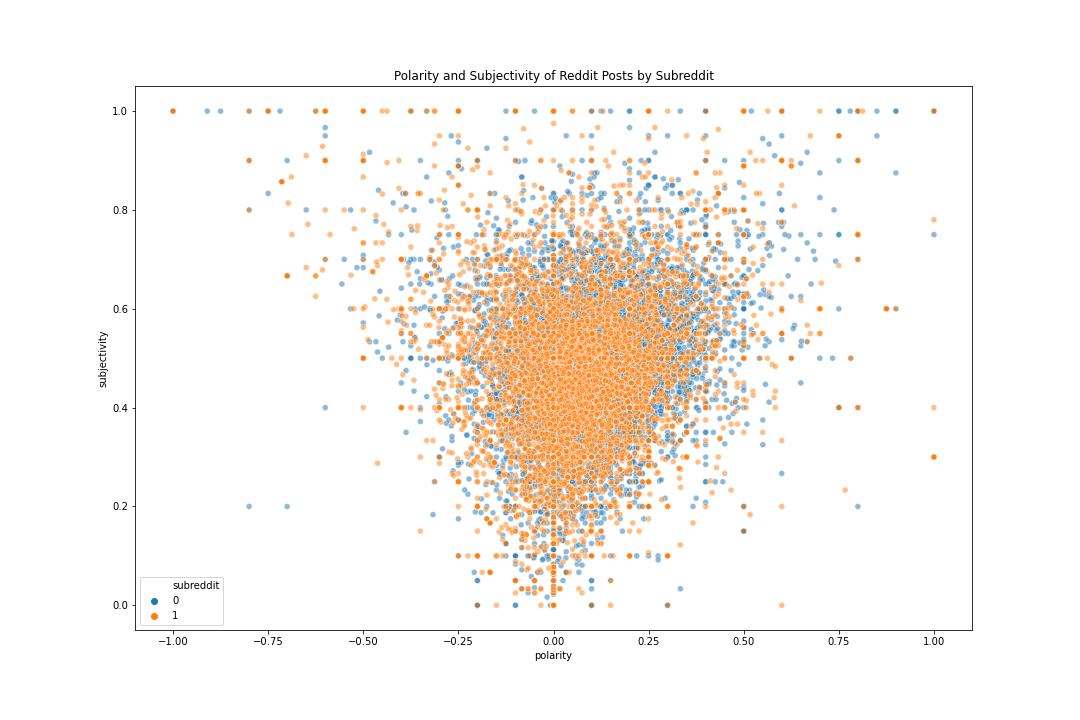 Polarity and Subjectivity of Reddit Posts by Subreddit
1.0
0.8
0.6
0.4
0.2
0.0
subjectivity
subreddit
0
1
−1.00 −0.75 −0.50 −0.25 0.00 0.25 0.50 0.75 1.00
polarity